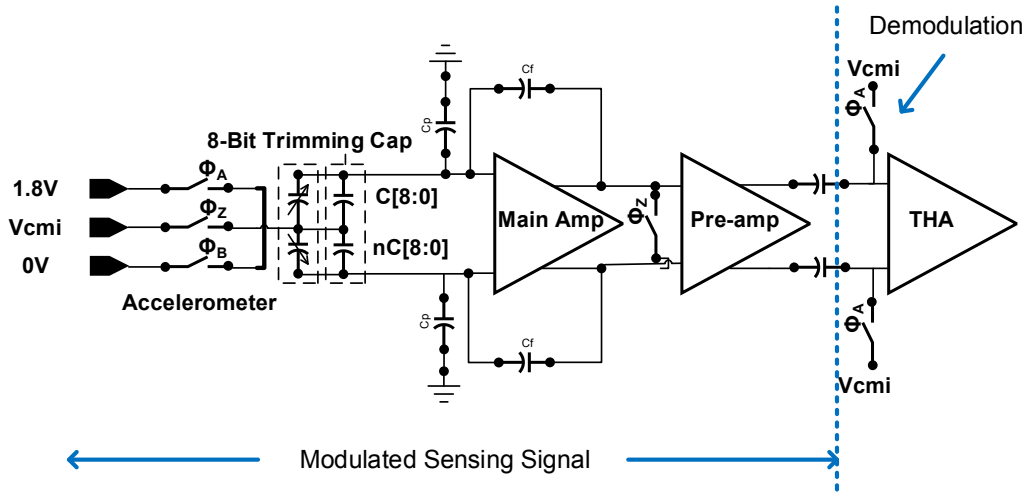 Demodulation
Vcmi
ΦA
Cf
Cp
8-Bit Trimming Cap
1.8V
ΦA
C[8:0]
Vcmi
ΦZ
Main Amp
ΦZ
Pre-amp
THA
0V
ΦB
nC[8:0]
Accelerometer
Cp
Cf
ΦA
Vcmi
Modulated Sensing Signal